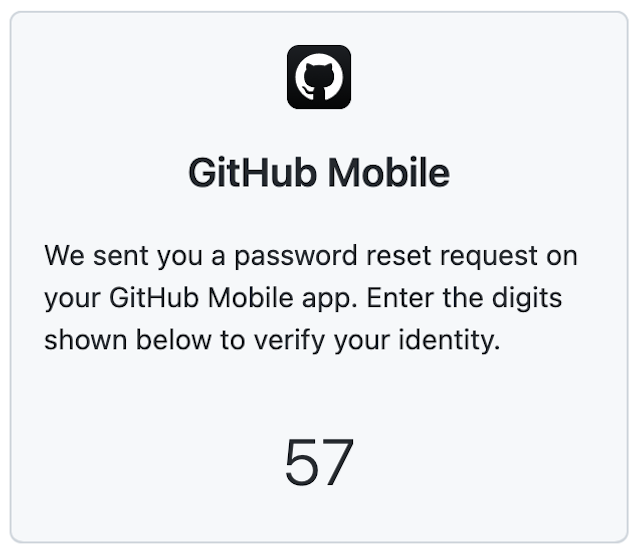 GitHub Mobile
We sent you a password reset request on
your GitHub Mobile app. Enter the digits
shown below to verify your identity.
57